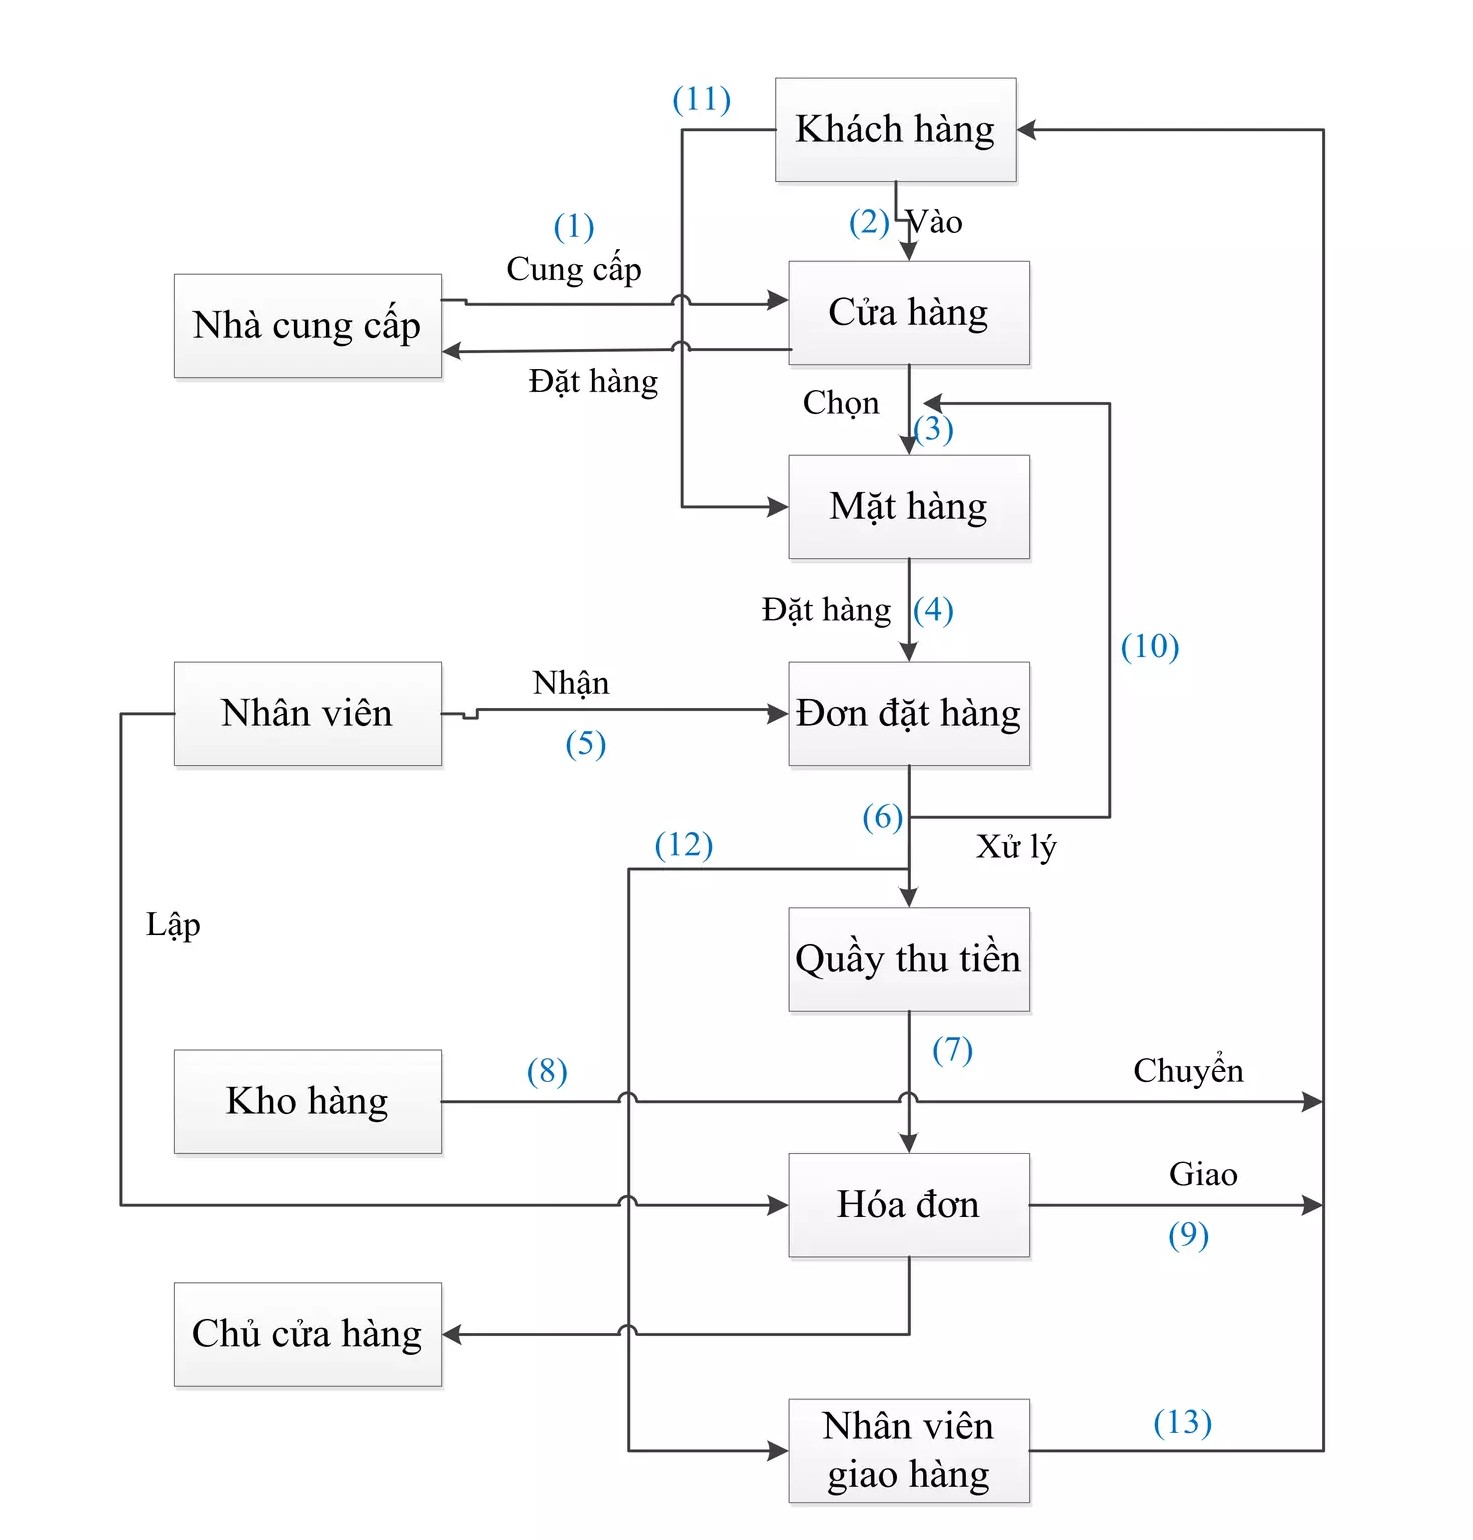 (11)
Khách hàng
(2)
Vào
(1)
Cung cấp
Nhà cung cấp
Cửa hàng
Đặt hàng
Chọn
(3)
Mặt hàng
Đặt hàng
(4)
(10)
Nhân viên
Nhận
(5)
Đơn đặt hàng
(6)
(12)
Xử lý
Lập
Quầy thu tiền
(7)
Kho hàng
(8)
Chuyển
Hóa đơn
Giao
(9)
Chủ cửa hàng
Nhân viên
giao hàng
(13)